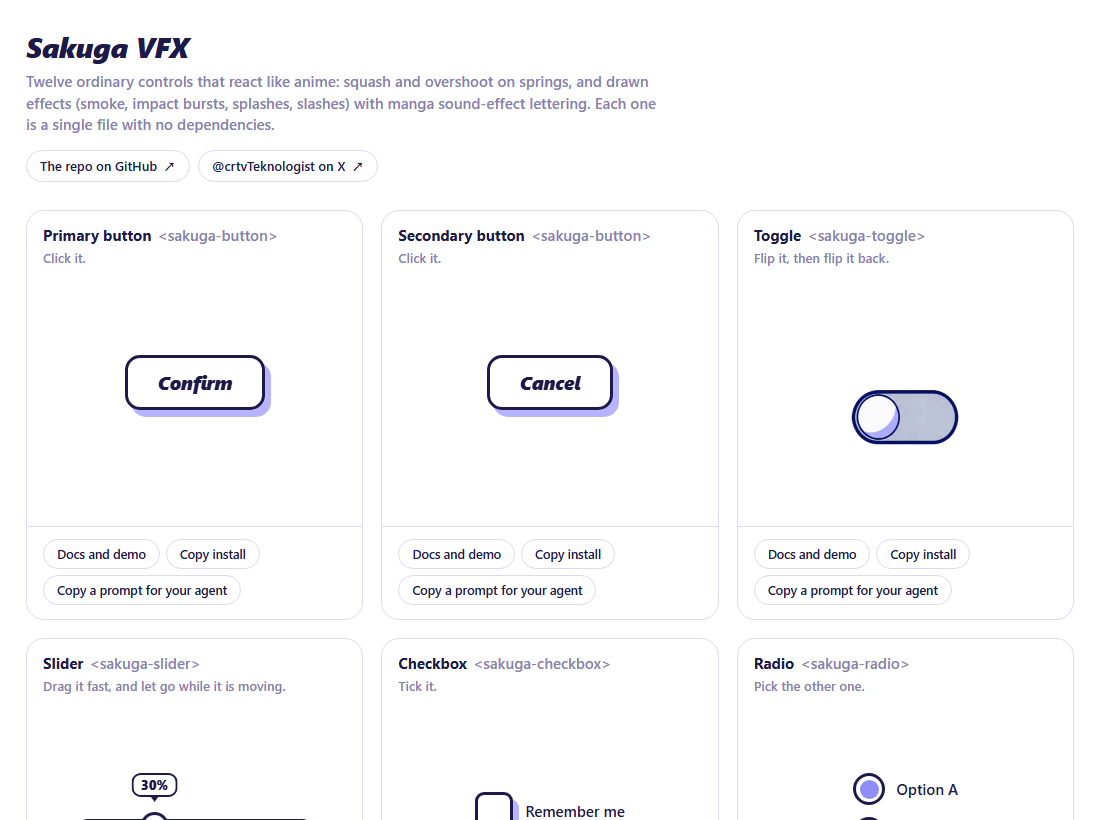 Sakuga VFX
Twelve ordinary controls that react like anime: squash and overshoot on springs, and drawn
effects (smoke, impact bursts, splashes, slashes) with manga sound-effect lettering. Each one
is a single file with no dependencies.
The repo on GitHub ↗
@crtvTeknologist on X ↗
Primary button <sakuga-button>
Click it.
Confirm
Docs and demo
Copy install
Copy a prompt for your agent
Secondary button <sakuga-button>
Click it.
Cancel
Docs and demo
Copy install
Copy a prompt for your agent
Toggle <sakuga-toggle>
Flip it, then flip it back.
Docs and demo
Copy install
Copy a prompt for your agent
Slider <sakuga-slider>
Drag it fast, and let go while it is moving.
30%
Checkbox <sakuga-checkbox>
Tick it.
Remember me
Radio <sakuga-radio>
Pick the other one.
Option A